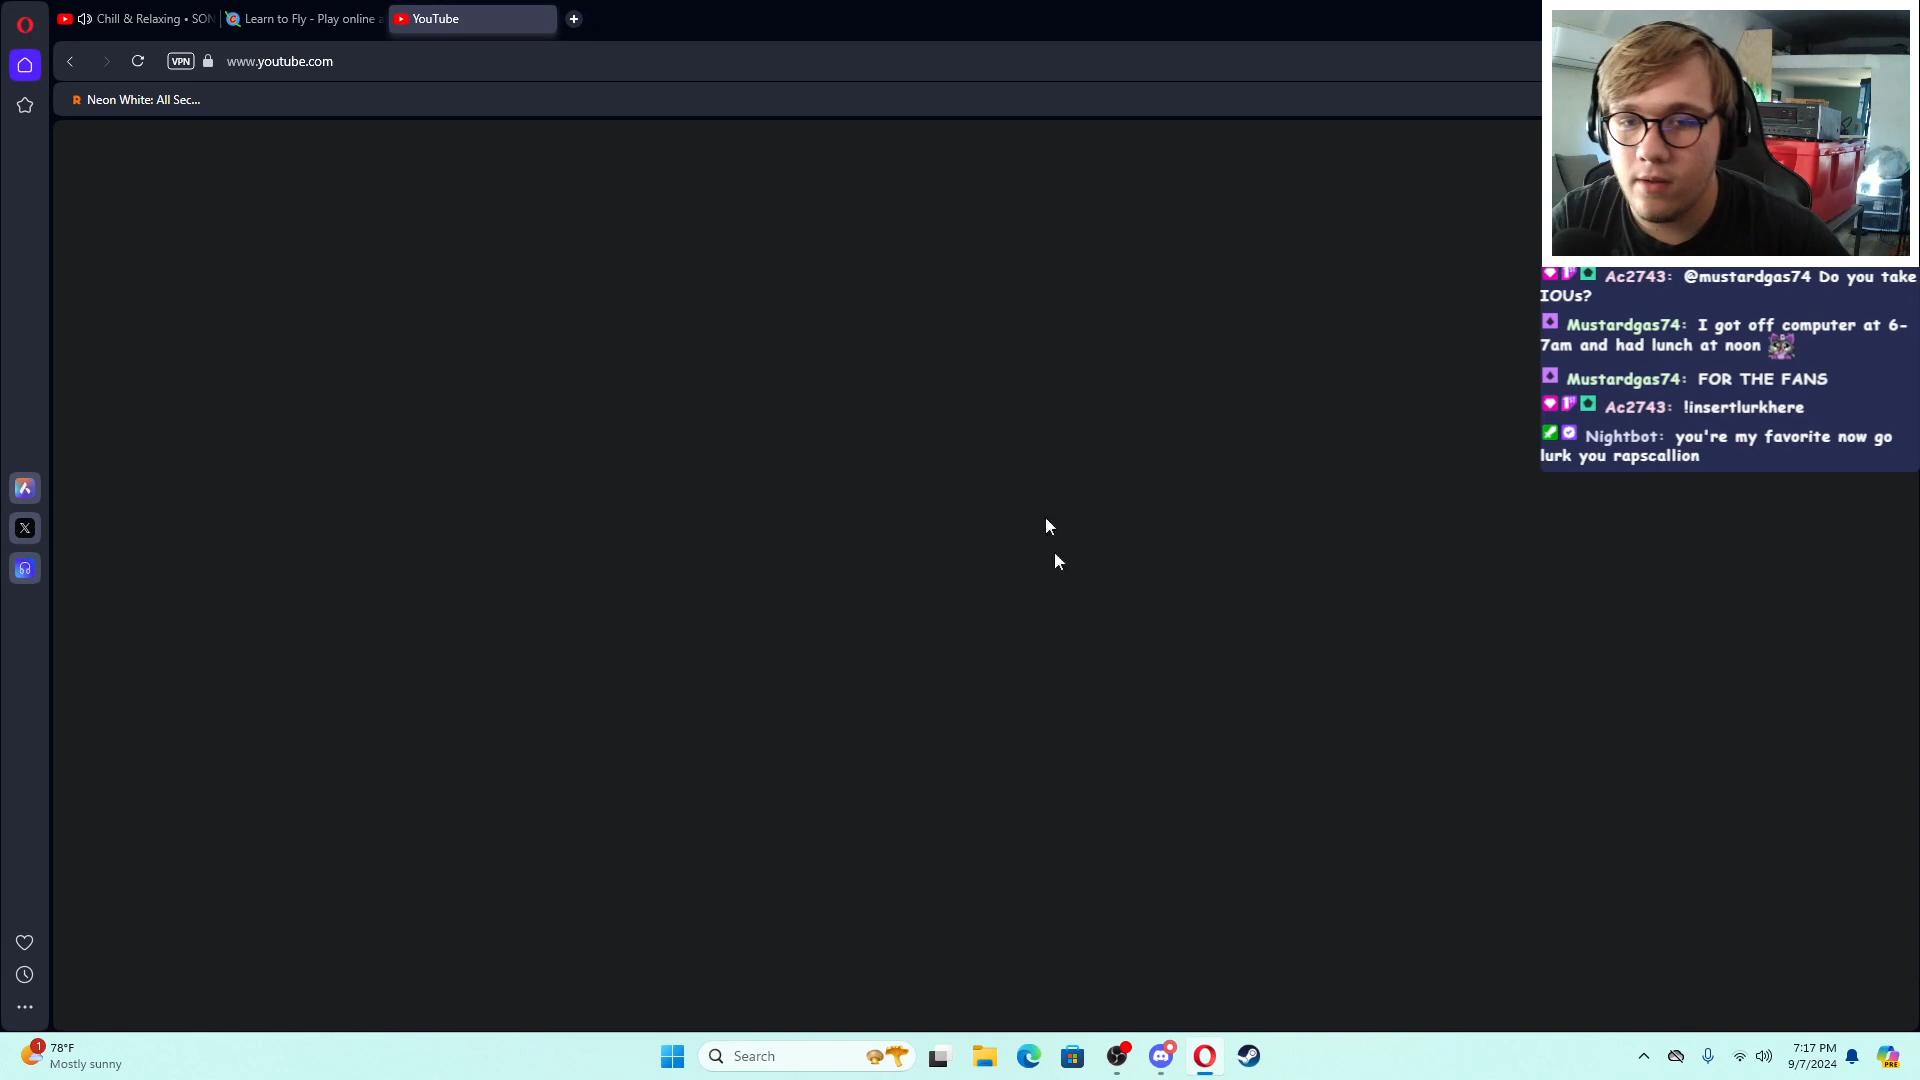 Chill & Relaxing • SON
Learn to Fly - Play online a
YouTube
VPN
www.youtube.com
R Neon White: All Sec...
Ac2743: @mustardgas74 Do you take
IOUs?
Mustardgas74: I got off computer at 6-
7am and had lunch at noon
Mustardgas74: FOR THE FANS
Ac2743: !insertlurkhere
Nightbot: you're my favorite now go
lurk you rapscallion
1
78°F
Mostly sunny
Search
7:17 PM
9/7/2024
PRE